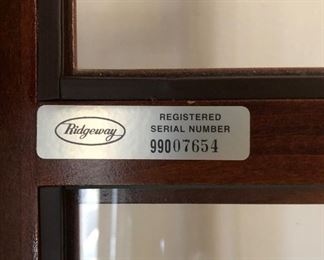 Ridgeway
REGISTERED
SERIAL NUMBER
99007654